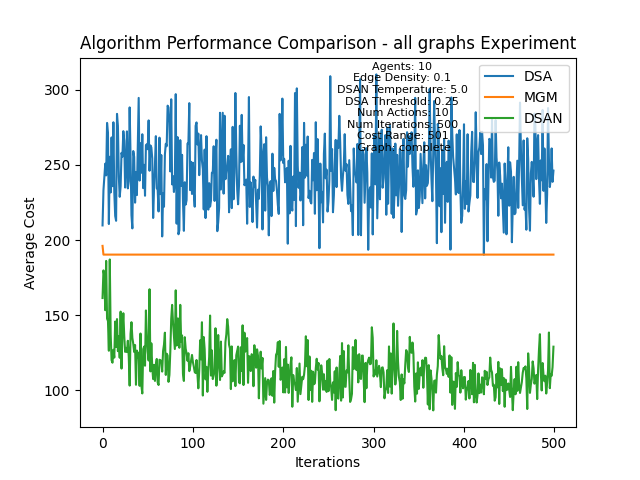 Algorithm Performance Comparison - all graphs Experiment
Agents: 10
Edge Density: 0.1
DSAN Temperature: 5.0
DSA Threshold: 0.25
Num Actions: 10
Num Iterations: 500
Cost Range: 501
Graph: complete
DSA
MGM
DSAN
Average Cost
300
250
200
150
100
0
100
200
300
400
500
Iterations